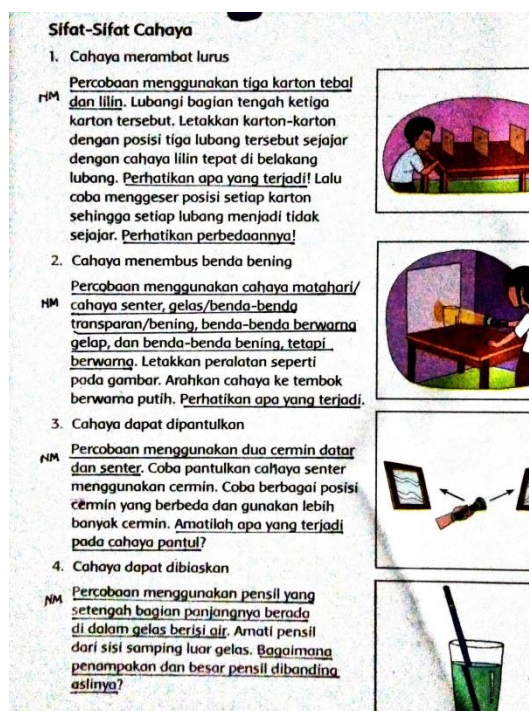 Sifat-Sifat Cahaya
1. Cahaya merambat lurus
Percobaan menggunakan tiga karton tebal
NM dan lilin. Lubangi bagian tengah ketiga
karton tersebut. Letakkan karton-karton
dengan posisi tiga lubang tersebut sejajar
dengan cahaya lilin tepat di belakang
lubang. Perhatikan apa yang terjadi! Lalu
coba menggeser posisi setiap karton
sehingga setiap lubang menjadi tidak
sejajar. Perhatikan perbedaannya!
2. Cahaya menembus benda bening
Percobaan menggunakan cahaya matahari/
NM cahaya senter, gelas/benda-benda
transparan/bening, benda-benda berwarna
gelap, dan benda-benda bening, tetapi
berwarna. Letakkan peralatan seperti
pada gambar. Arahkan cahaya ke tembok
berwarna putih. Perhatikan apa yang terjadi.
3. Cahaya dapat dipantulkan
NM Percobaan menggunakan dua cermin datar
dan senter. Coba pantulkan cahaya senter
menggunakan cermin. Coba berbagai posisi
cermin yang berbeda dan gunakan lebih
banyak cermin. Amatilah apa yang terjadi
pada cahaya pantul?
4. Cahaya dapat dibiaskan
NM Percobaan menggunakan pensil yang
setengah bagian panjangnya berada
di dalam gelas berisi air. Amati pensil
dari sisi samping luar gelas. Bagaimana
penampakan dan besar pensil dibanding
aslinya?